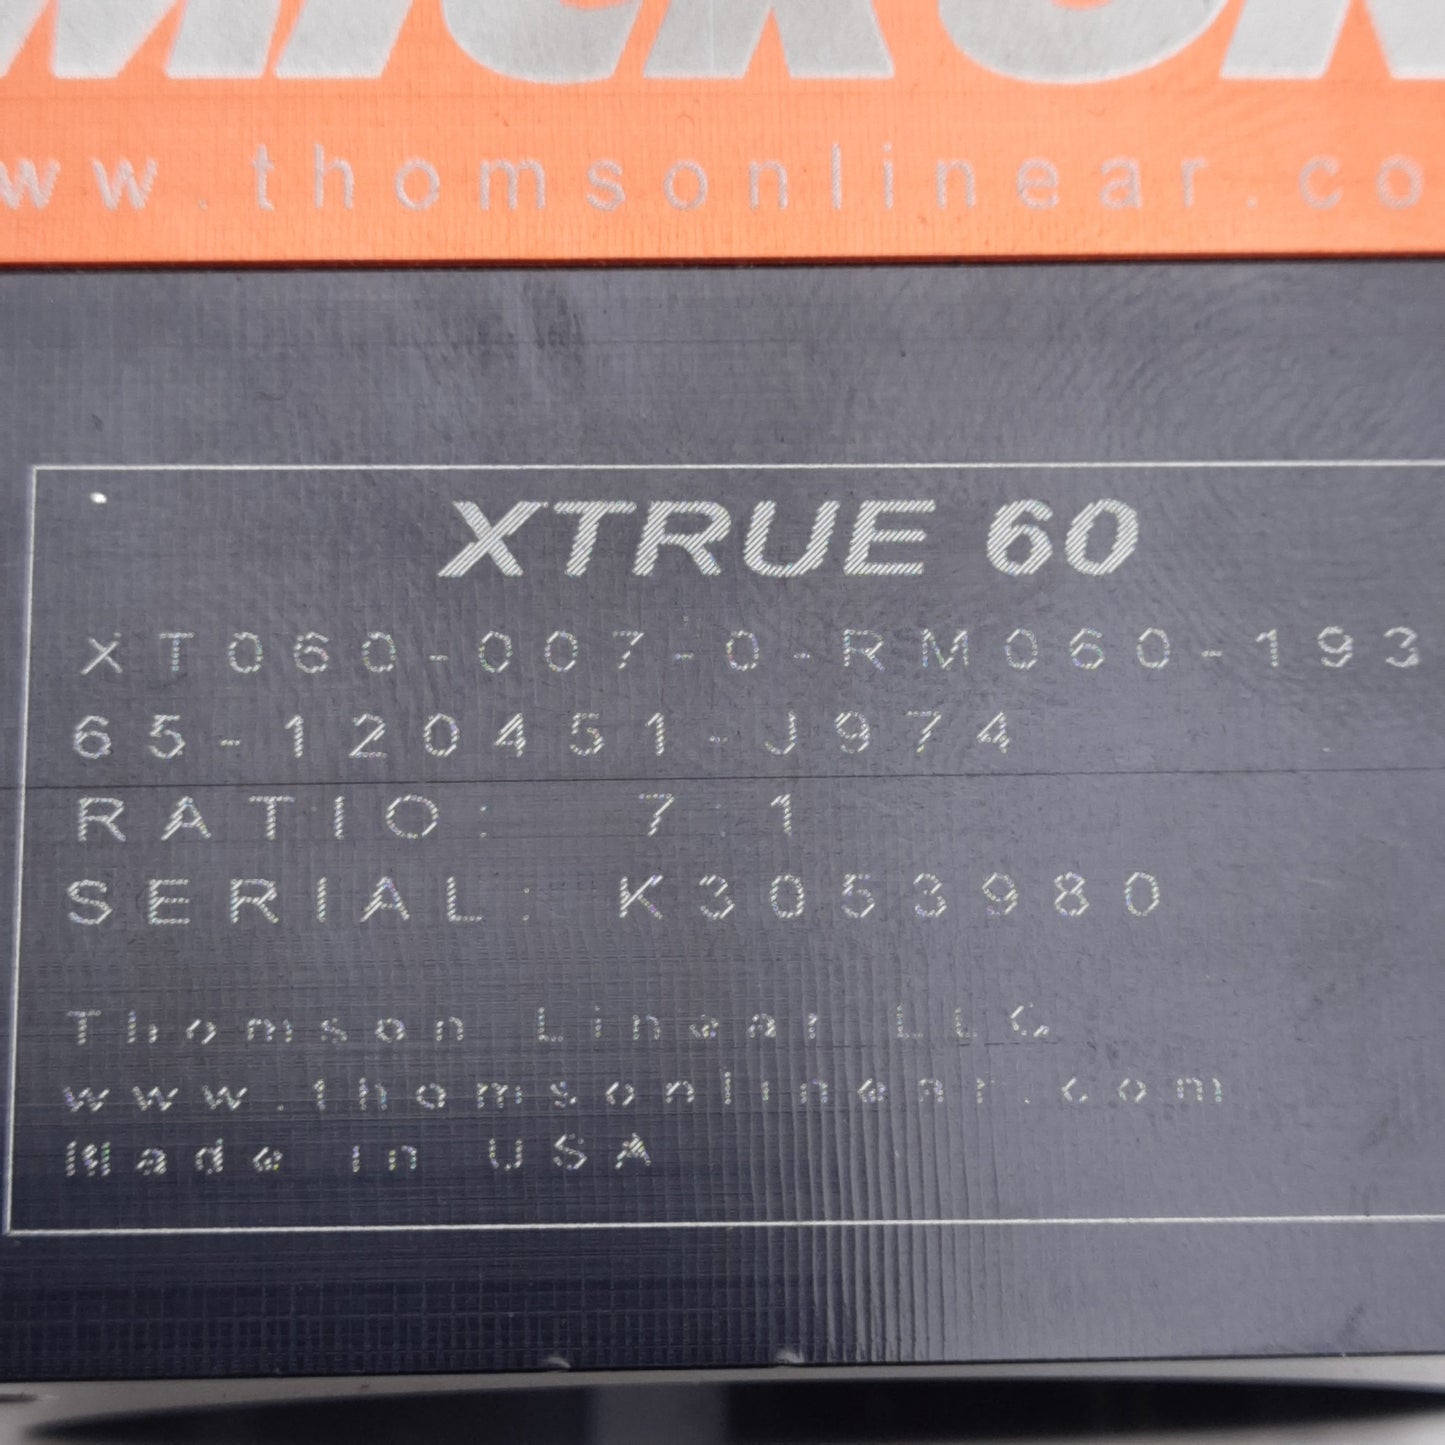 MICRON
www.thomsonlinear.co
XTRUE 60
XT060-007-0-RM060-193
65-120451-J974
RATIO: 7:1
SERIAL: K3053980
Thomson Linear LLC
www.thomsonlinear.com
Made in USA